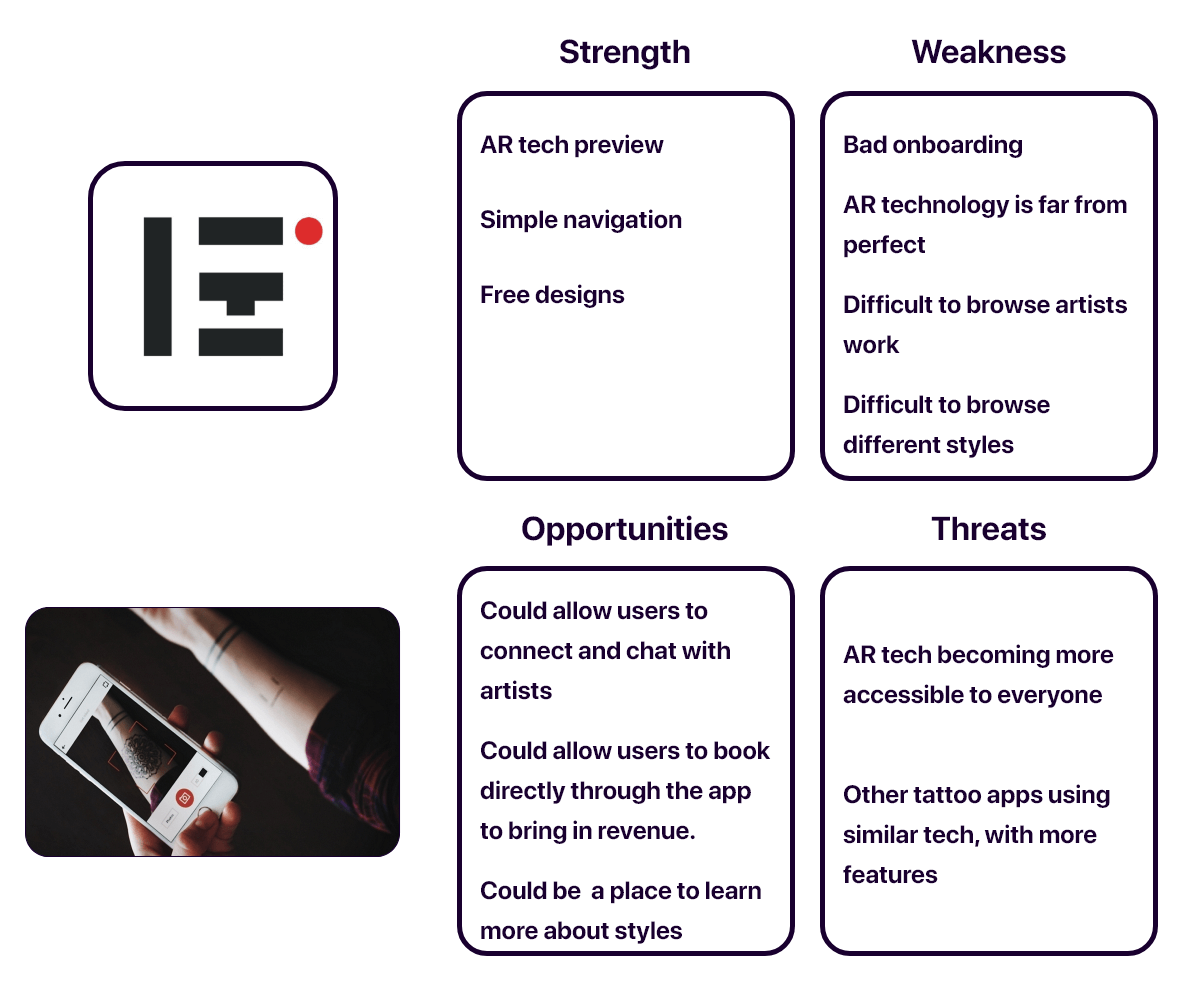 Strength
AR tech preview
Simple navigation
Free designs
Weakness
Bad onboarding
AR technology is far from
perfect
Difficult to browse artists
work
Difficult to browse
different styles
Opportunities
Could allow users to
connect and chat with
artists
Could allow users to book
directly through the app
to bring in revenue.
Could be  a place to learn
more about styles
Threats
AR tech becoming more
accessible to everyone
Other tattoo apps using
similar tech, with more
features